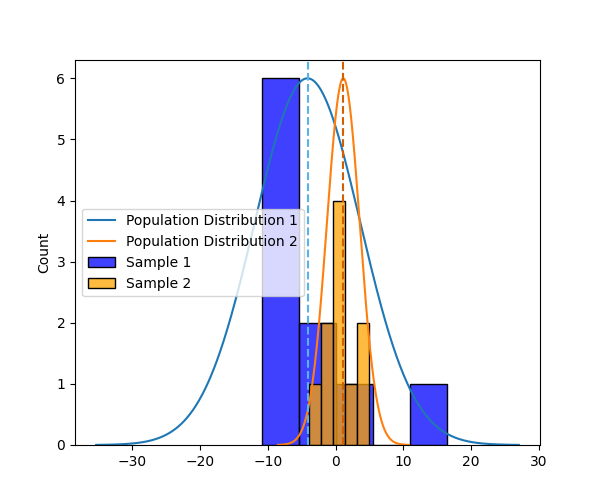 6
5
4
3
2
1
0
Count
Population Distribution 1
Population Distribution 2
Sample 1
Sample 2
−30 −20 −10 0 10 20 30